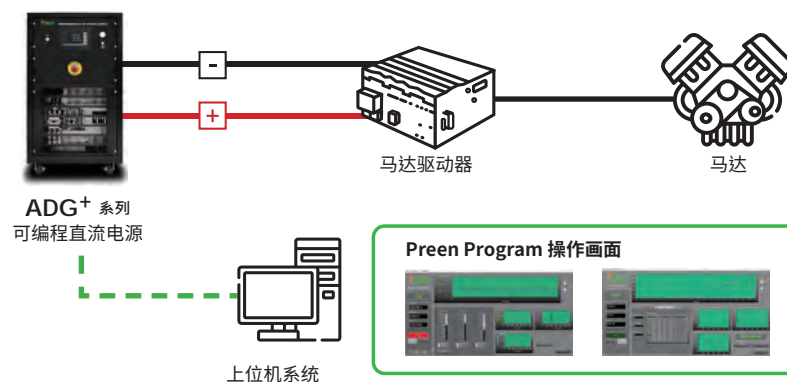 -
+
马达驱动器
马达
ADG+ 系列
可编程直流电源
Preen Program 操作画面
上位机系统